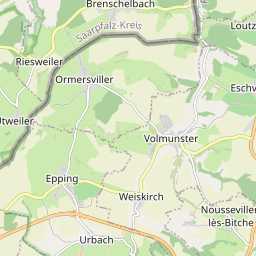 Brenschelbach
Saarpfalz-Kreis
Loutz
Riesweiler
Ormersviller
Eschv
Utweiler
Volmunster
Epping
Weiskirch
Nousseviller-
lès-Bitche
Urbach